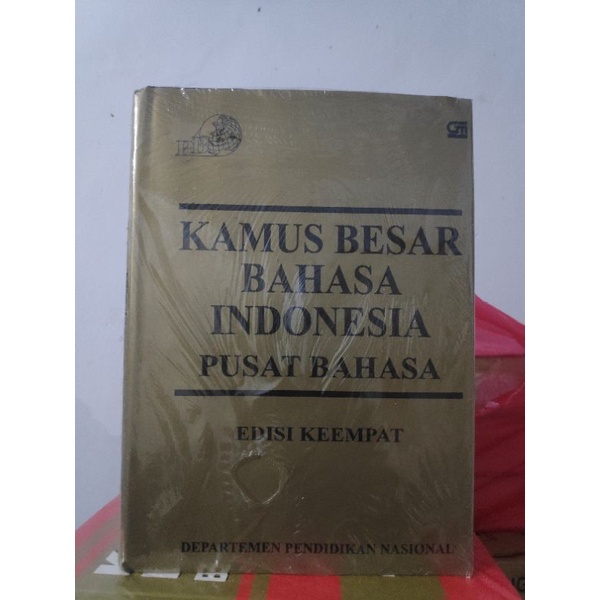 KAMUS BESAR
BAHASA
INDONESIA
PUSAT BAHASA
EDISI KEEMPAT
DEPARTEMEN PENDIDIKAN NASIONAL